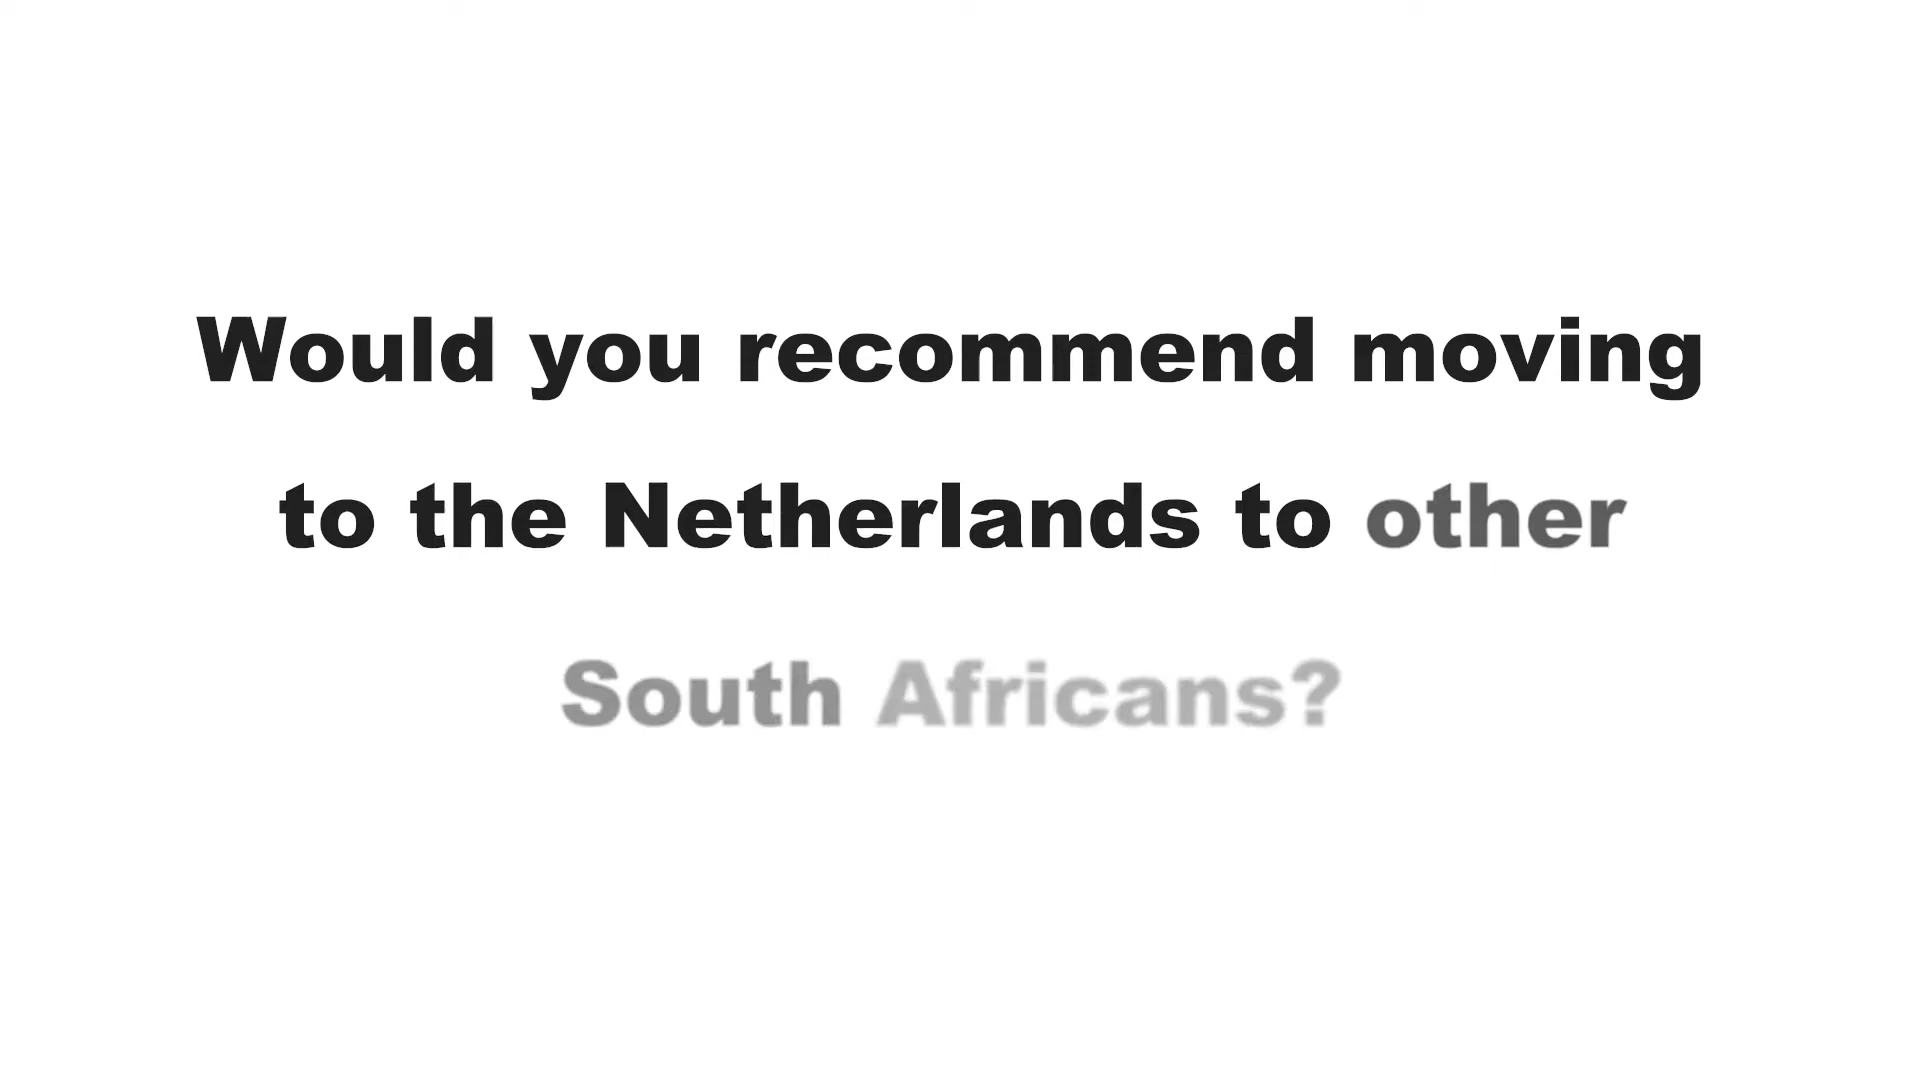 Would you recommend moving
to the Netherlands to other
South Africans?